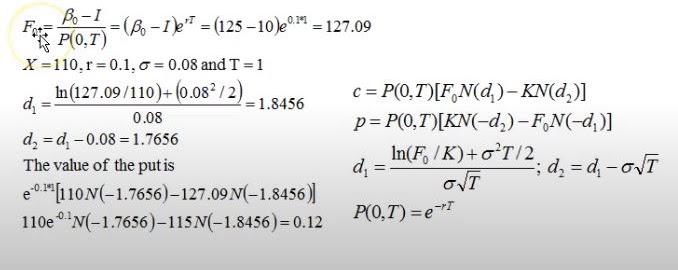 F₀ = (β₀ − I) / P(0,T) = (β₀ − I)e^{rT} = (125 − 10)e^{0.1*1} = 127.09
X = 110, r = 0.1, σ = 0.08 and T = 1
d₁ = (ln(127.09 / 110) + (0.08² / 2)) / 0.08 = 1.8456
d₂ = d₁ − 0.08 = 1.7656
The value of the put is
e^{-0.1*1}[110N(−1.7656) − 127.09N(−1.8456)]
110e^{-0.1}N(−1.7656) − 115N(−1.8456) = 0.12
c = P(0,T)[F₀N(d₁) − KN(d₂)]
p = P(0,T)[KN(−d₂) − F₀N(−d₁)]
d₁ = (ln(F₀ / K) + σ²T / 2) / (σ√T); d₂ = d₁ − σ√T
P(0,T) = e^{−rT}